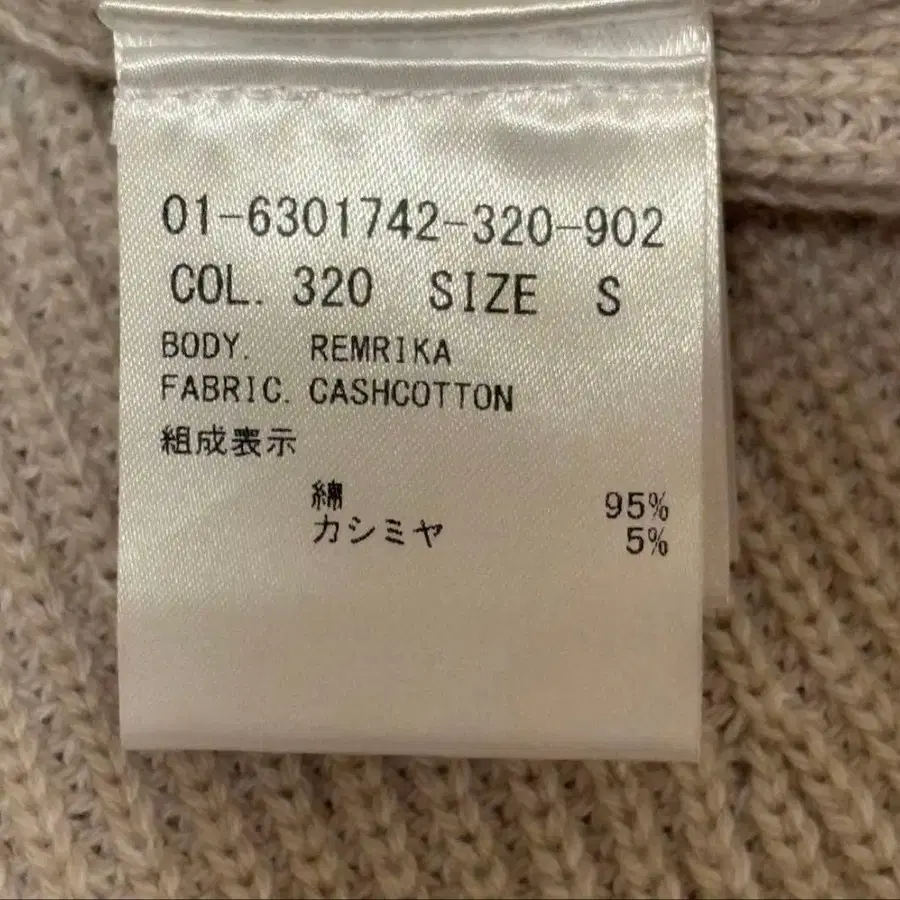 01-6301742-320-902
COL. 320 SIZE S
BODY. REMRIKA
FABRIC. CASHCOTTON
組成表示
綿 95%
カシミヤ 5%